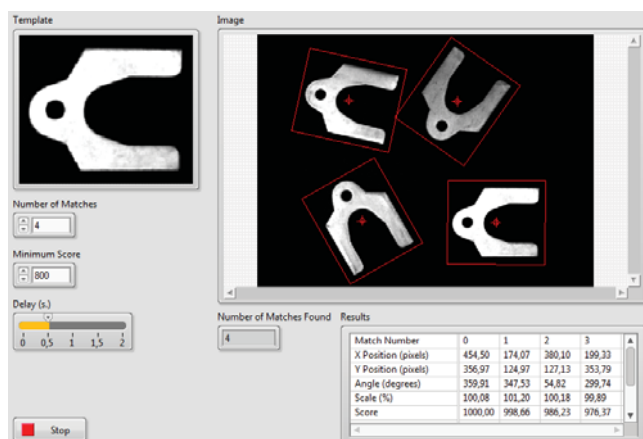 Template
Image
Number of Matches
4
Minimum Score
800
Delay (s.)
0 0,5 1 1,5 2
Number of Matches Found
4
Results
Match Number 0 1 2 3
X Position (pixels) 454,50 174,07 380,10 199,33
Y Position (pixels) 356,97 124,97 127,13 353,79
Angle (degrees) 359,91 347,53 54,82 299,74
Scale (%) 100,08 101,20 100,18 99,89
Score 1000,00 998,66 986,23 976,37
Stop